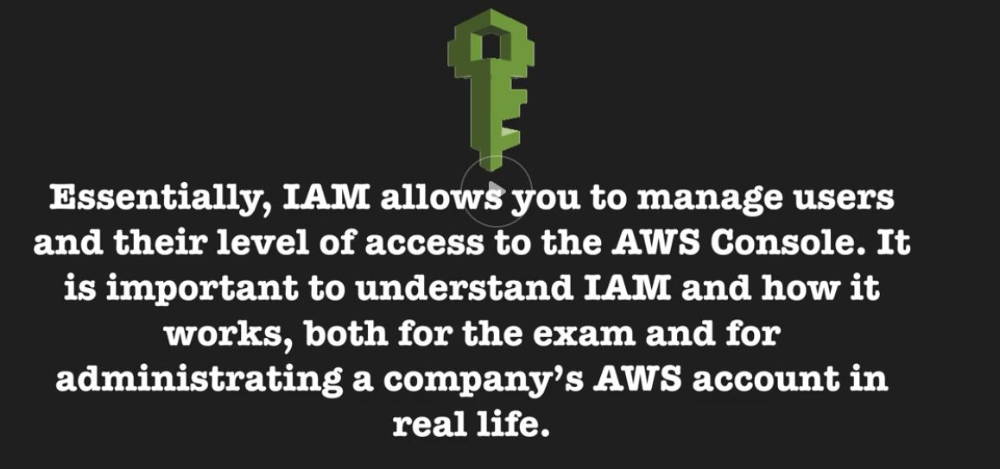 Essentially, IAM allows you to manage users
and their level of access to the AWS Console. It
is important to understand IAM and how it
works, both for the exam and for
administrating a company’s AWS account in
real life.